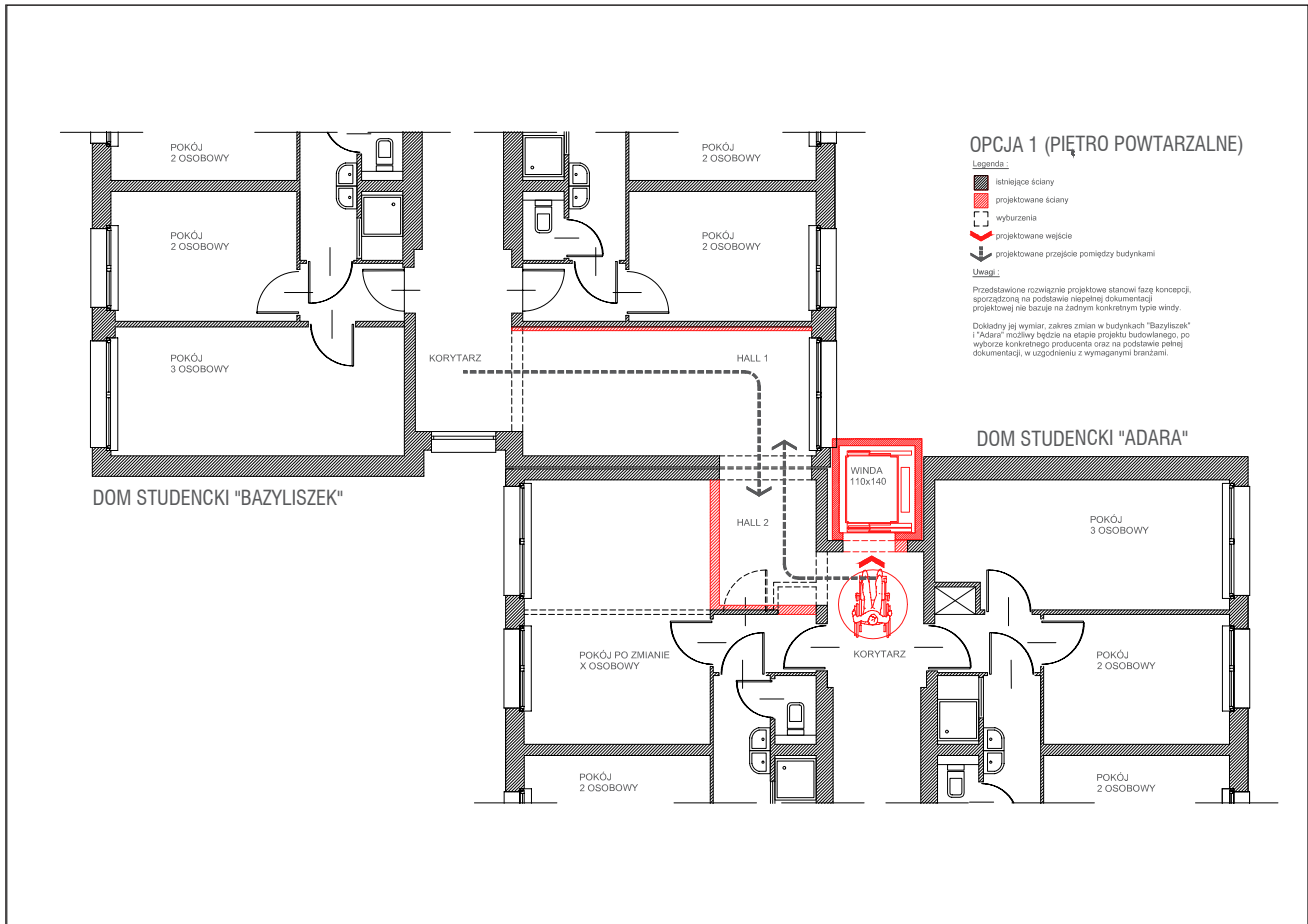 OPCJA 1 (PIĘTRO POWTARZALNE)
Legenda :
istniejące ściany
projektowane ściany
wyburzenia
projektowane wejście
projektowane przejście pomiędzy budynkami
Uwagi :
Przedstawione rozwiąznie projektowe stanowi fazę koncepcji,
sporządzoną na podstawie niepełnej dokumentacji
projektowej nie bazuje na żadnym konkretnym typie windy.
Dokładny jej wymiar, zakres zmian w budynkach "Bazyliszek"
i "Adara" możliwy będzie na etapie projektu budowlanego, po
wyborze konkretnego producenta oraz na podstawie pełnej
dokumentacji, w uzgodnieniu z wymaganymi branżami.
POKÓJ
2 OSOBOWY
POKÓJ
2 OSOBOWY
POKÓJ
2 OSOBOWY
POKÓJ
2 OSOBOWY
POKÓJ
3 OSOBOWY
KORYTARZ
HALL 1
DOM STUDENCKI "BAZYLISZEK"
DOM STUDENCKI "ADARA"
WINDA
110x140
HALL 2
POKÓJ
3 OSOBOWY
POKÓJ PO ZMIANIE
X OSOBOWY
KORYTARZ
POKÓJ
2 OSOBOWY
POKÓJ
2 OSOBOWY
POKÓJ
2 OSOBOWY